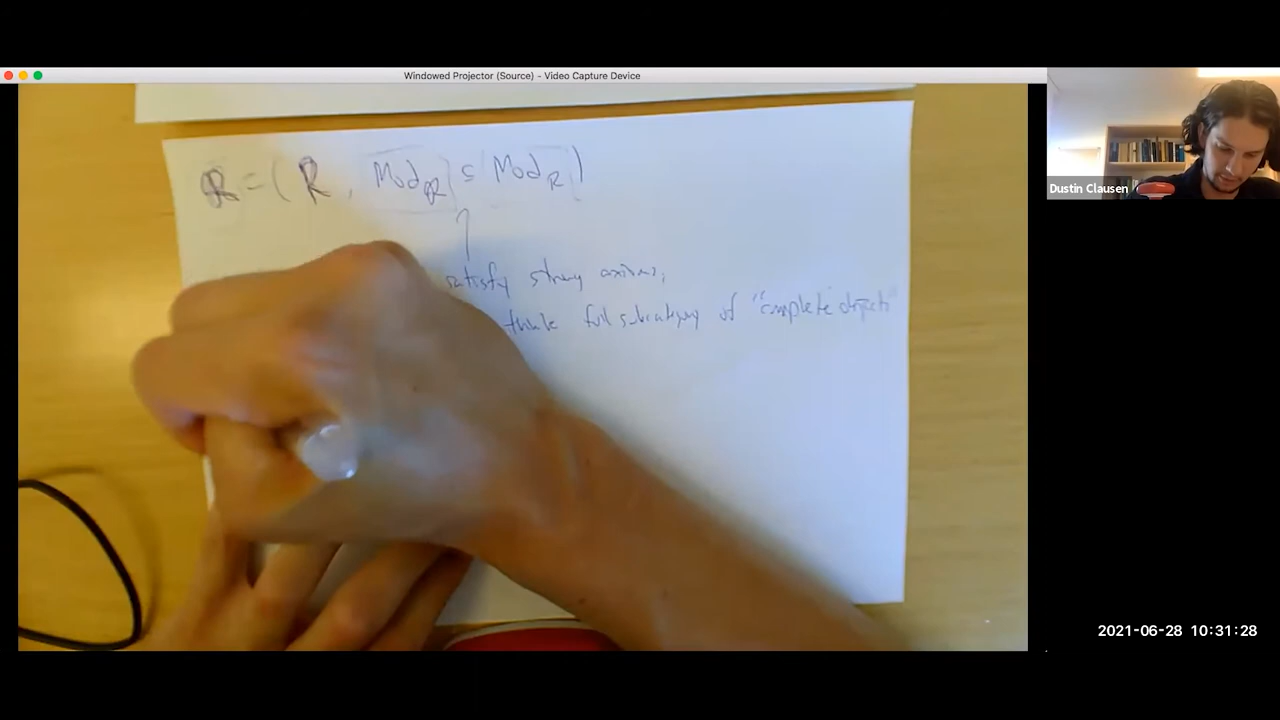 Windowed Projector (Source) - Video Capture Device
ℛ = ( R , Mod_ℛ ⊆ Mod_R )
satisfy strong axioms,
think full subcategory of "complete objects"
Dustin Clausen
2021-06-28 10:31:28